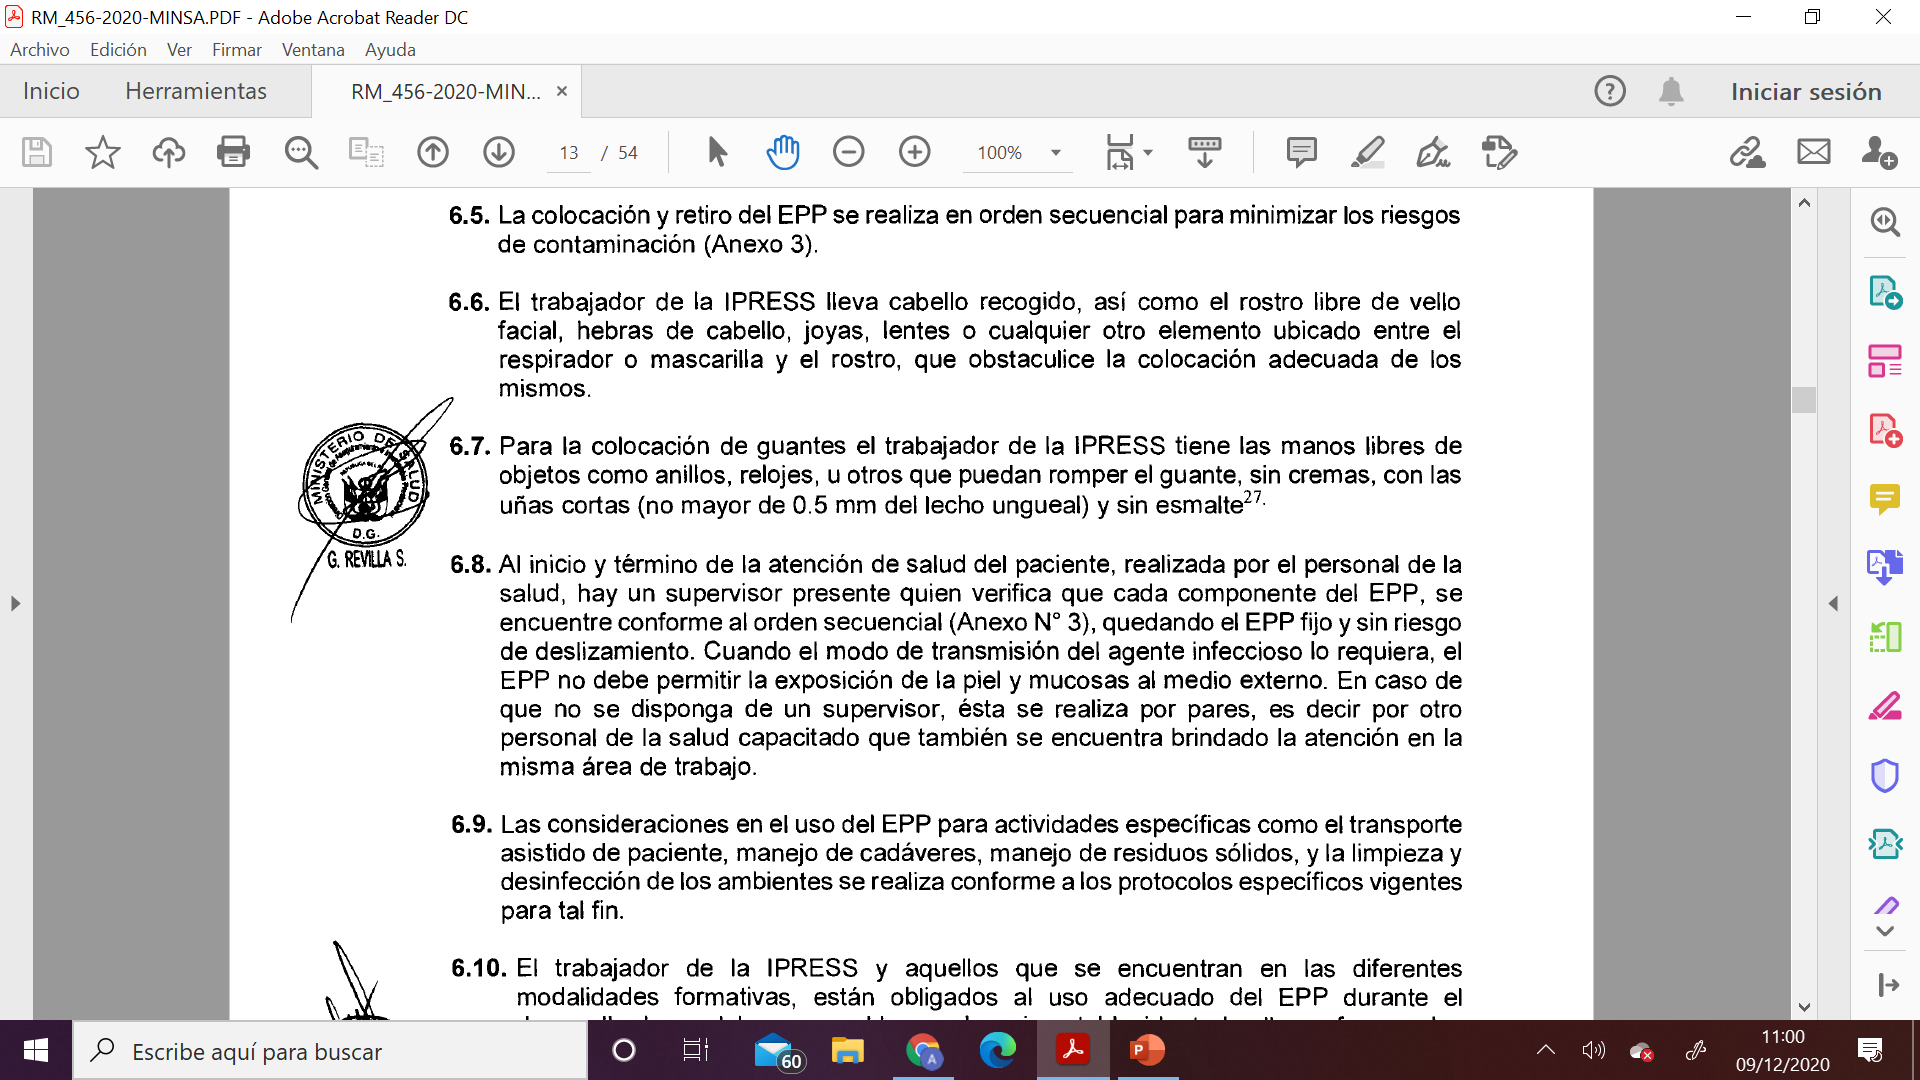 RM_456-2020-MINSA.PDF - Adobe Acrobat Reader DC
Archivo Edición Ver Firmar Ventana Ayuda
Inicio Herramientas RM_456-2020-MIN... × Iniciar sesión
13 / 54 100%
6.5. La colocación y retiro del EPP se realiza en orden secuencial para minimizar los riesgos
de contaminación (Anexo 3).
6.6. El trabajador de la IPRESS lleva cabello recogido, así como el rostro libre de vello
facial, hebras de cabello, joyas, lentes o cualquier otro elemento ubicado entre el
respirador o mascarilla y el rostro, que obstaculice la colocación adecuada de los
mismos.
MINISTERIO DE SALUD
D.G.
G. REVILLA S.
6.7. Para la colocación de guantes el trabajador de la IPRESS tiene las manos libres de
objetos como anillos, relojes, u otros que puedan romper el guante, sin cremas, con las
uñas cortas (no mayor de 0.5 mm del lecho ungueal) y sin esmalte27.
6.8. Al inicio y término de la atención de salud del paciente, realizada por el personal de la
salud, hay un supervisor presente quien verifica que cada componente del EPP, se
encuentre conforme al orden secuencial (Anexo N° 3), quedando el EPP fijo y sin riesgo
de deslizamiento. Cuando el modo de transmisión del agente infeccioso lo requiera, el
EPP no debe permitir la exposición de la piel y mucosas al medio externo. En caso de
que no se disponga de un supervisor, ésta se realiza por pares, es decir por otro
personal de la salud capacitado que también se encuentra brindado la atención en la
misma área de trabajo.
6.9. Las consideraciones en el uso del EPP para actividades específicas como el transporte
asistido de paciente, manejo de cadáveres, manejo de residuos sólidos, y la limpieza y
desinfección de los ambientes se realiza conforme a los protocolos específicos vigentes
para tal fin.
6.10. El trabajador de la IPRESS y aquellos que se encuentran en las diferentes
modalidades formativas, están obligados al uso adecuado del EPP durante el
Escribe aquí para buscar
60
11:00
09/12/2020